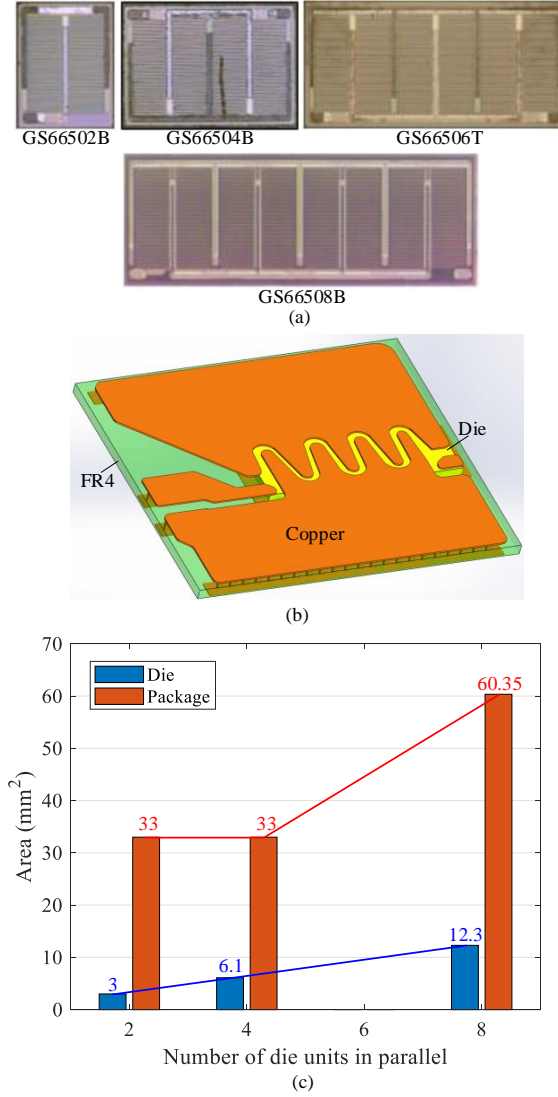 GS66502B
GS66504B
GS66506T
GS66508B
(a)
Die
FR4
Copper
(b)
70
60
50
40
30
20
10
0
Area (mm²)
Die
Package
33
33
60.35
3
6.1
12.3
2
4
6
8
Number of die units in parallel
(c)